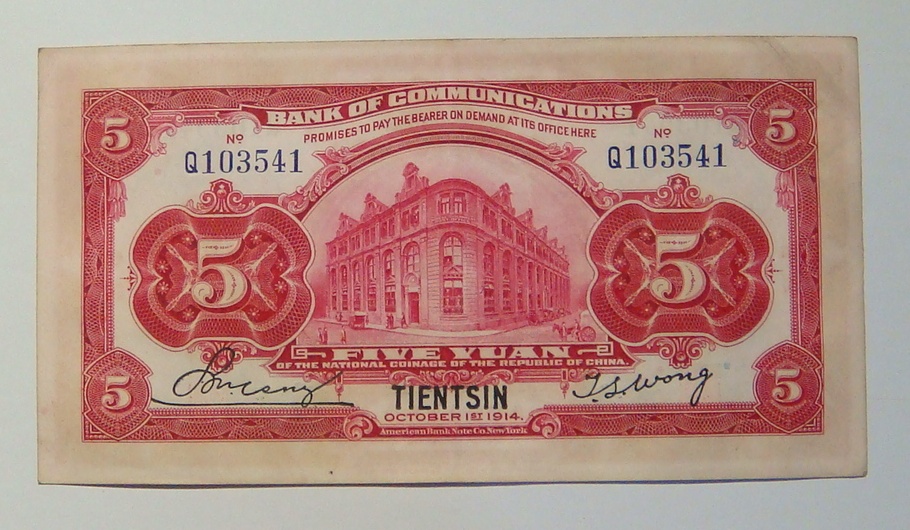 5 BANK OF COMMUNICATIONS 5
PROMISES TO PAY THE BEARER ON DEMAND AT ITS OFFICE HERE
Nº Nº
Q103541 Q103541
5 5
FIVE YUAN
OF THE NATIONAL COINAGE OF THE REPUBLIC OF CHINA.
5 TIENTSIN T.S.Wong 5
OCTOBER 1ST 1914.
American Bank Note Co. New York